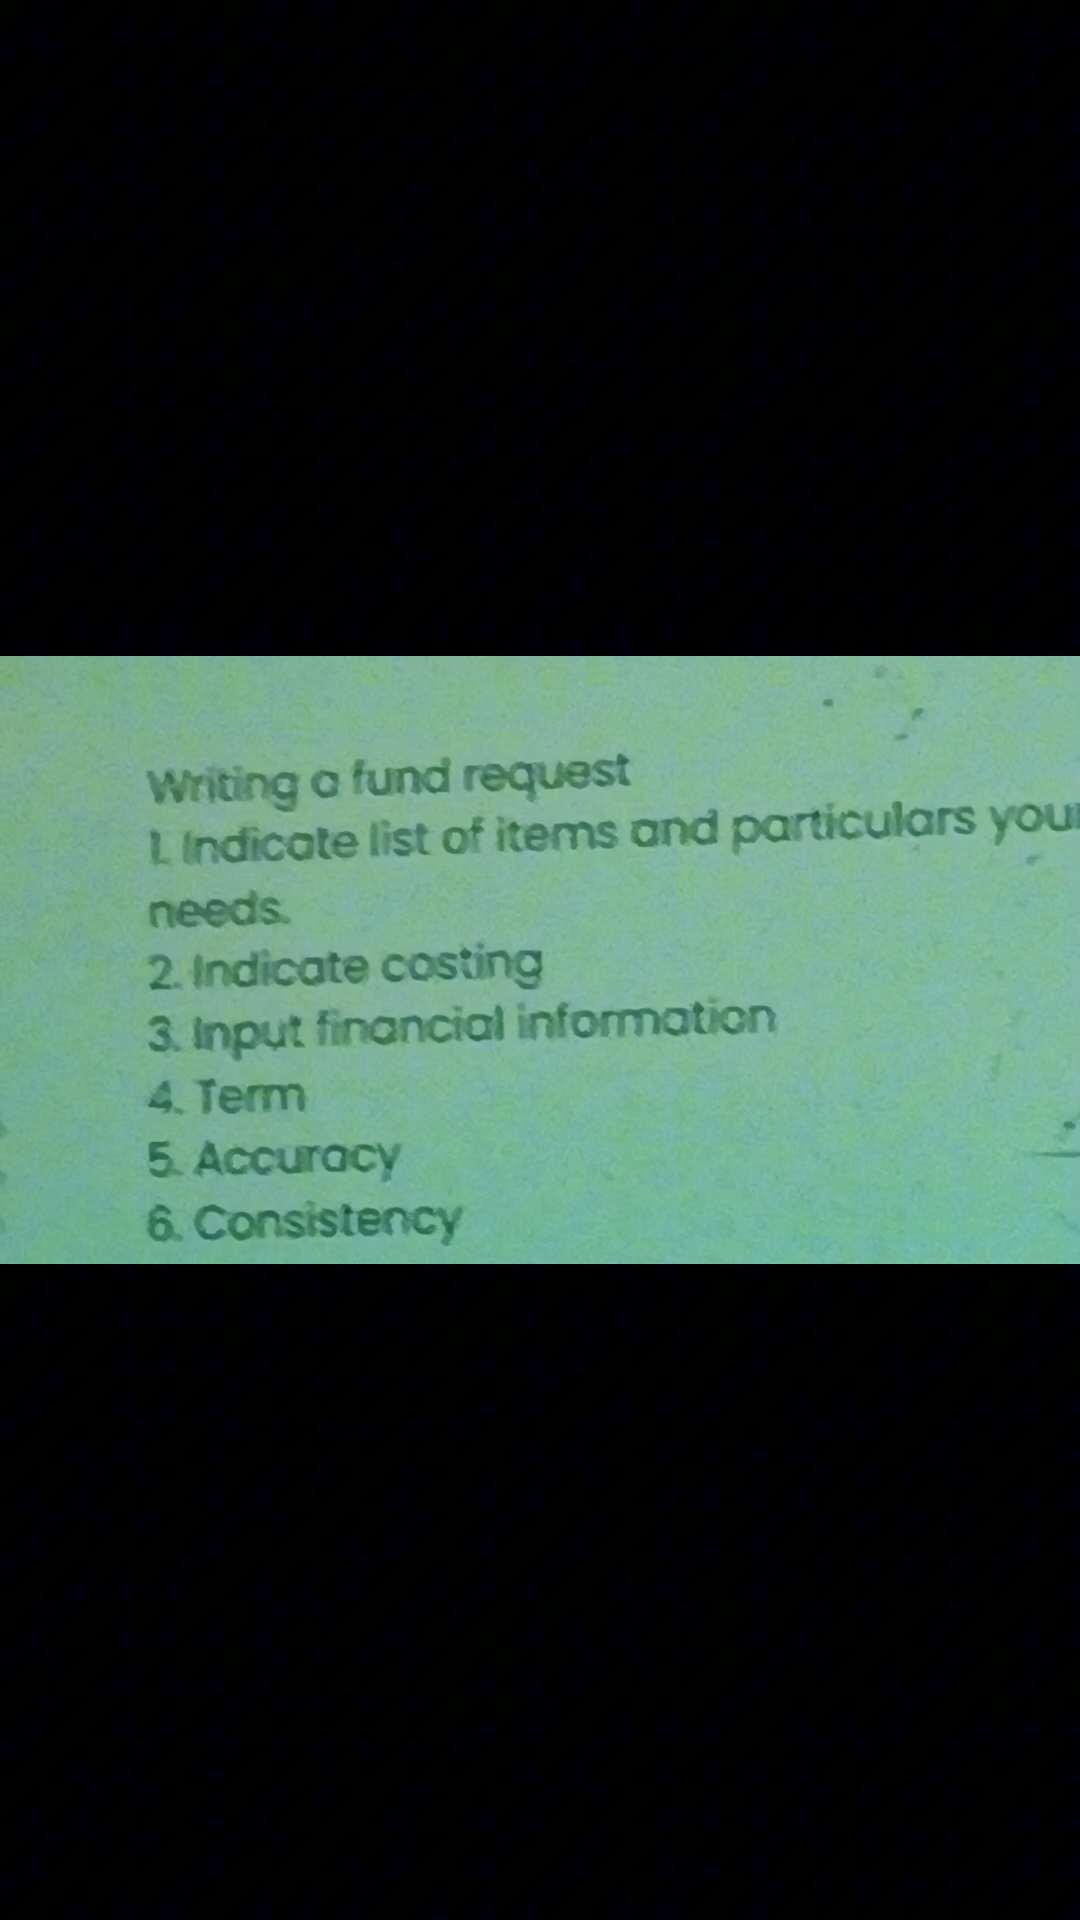 Writing a fund request
1. Indicate list of items and particulars your
needs.
2. Indicate costing
3. Input financial information
4. Term
5. Accuracy
6. Consistency